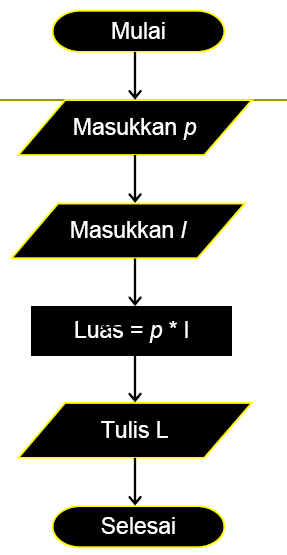 Mulai
Masukkan p
Masukkan l
Luas = p * l
Tulis L
Selesai